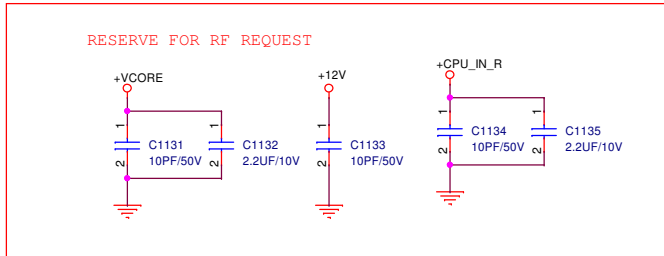 RESERVE FOR RF REQUEST
+VCORE
+12V
+CPU_IN_R
1
1
1
1
1
C1131
10PF/50V
C1132
2.2UF/10V
C1133
10PF/50V
C1134
10PF/50V
C1135
2.2UF/10V
2
2
2
2
2